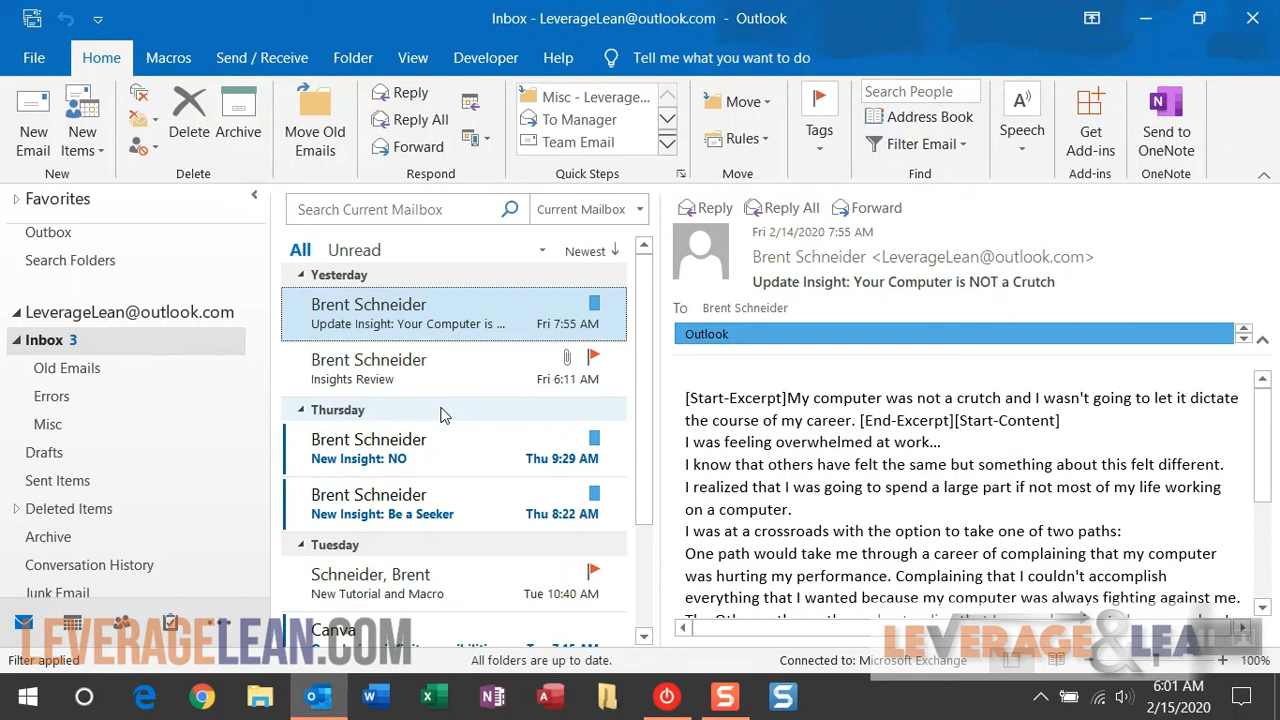 Inbox - LeverageLean@outlook.com - Outlook
File Home Macros Send / Receive Folder View Developer Help Tell me what you want to do
New Email
New Items
New
Delete
Archive
Delete
Move Old Emails
Reply
Reply All
Forward
Respond
Misc - Leverage...
To Manager
Team Email
Quick Steps
Move
Rules
Move
Tags
Search People
Address Book
Filter Email
Find
Speech
Get Add-ins
Add-ins
Send to OneNote
OneNote
Favorites
Outbox
Search Folders
LeverageLean@outlook.com
Inbox 3
Old Emails
Errors
Misc
Drafts
Sent Items
Deleted Items
Archive
Conversation History
Junk Email
Search Current Mailbox Current Mailbox
All Unread Newest
Yesterday
Brent Schneider
Update Insight: Your Computer is ... Fri 7:55 AM
Brent Schneider
Insights Review Fri 6:11 AM
Thursday
Brent Schneider
New Insight: NO Thu 9:29 AM
Brent Schneider
New Insight: Be a Seeker Thu 8:22 AM
Tuesday
Schneider, Brent
New Tutorial and Macro Tue 10:40 AM
Canva
Reply Reply All Forward
Fri 2/14/2020 7:55 AM
Brent Schneider <LeverageLean@outlook.com>
Update Insight: Your Computer is NOT a Crutch
To Brent Schneider
Outlook
[Start-Excerpt]My computer was not a crutch and I wasn't going to let it dictate
the course of my career. [End-Excerpt][Start-Content]
I was feeling overwhelmed at work...
I know that others have felt the same but something about this felt different.
I realized that I was going to spend a large part if not most of my life working
on a computer.
I was at a crossroads with the option to take one of two paths:
One path would take me through a career of complaining that my computer
was hurting my performance. Complaining that I couldn't accomplish
everything that I wanted because my computer was always fighting against me.
LEVERAGELEAN.COM
LEVERAGE&LEA
Filter applied All folders are up to date. Connected to: Microsoft Exchange 100%
6:01 AM
2/15/2020